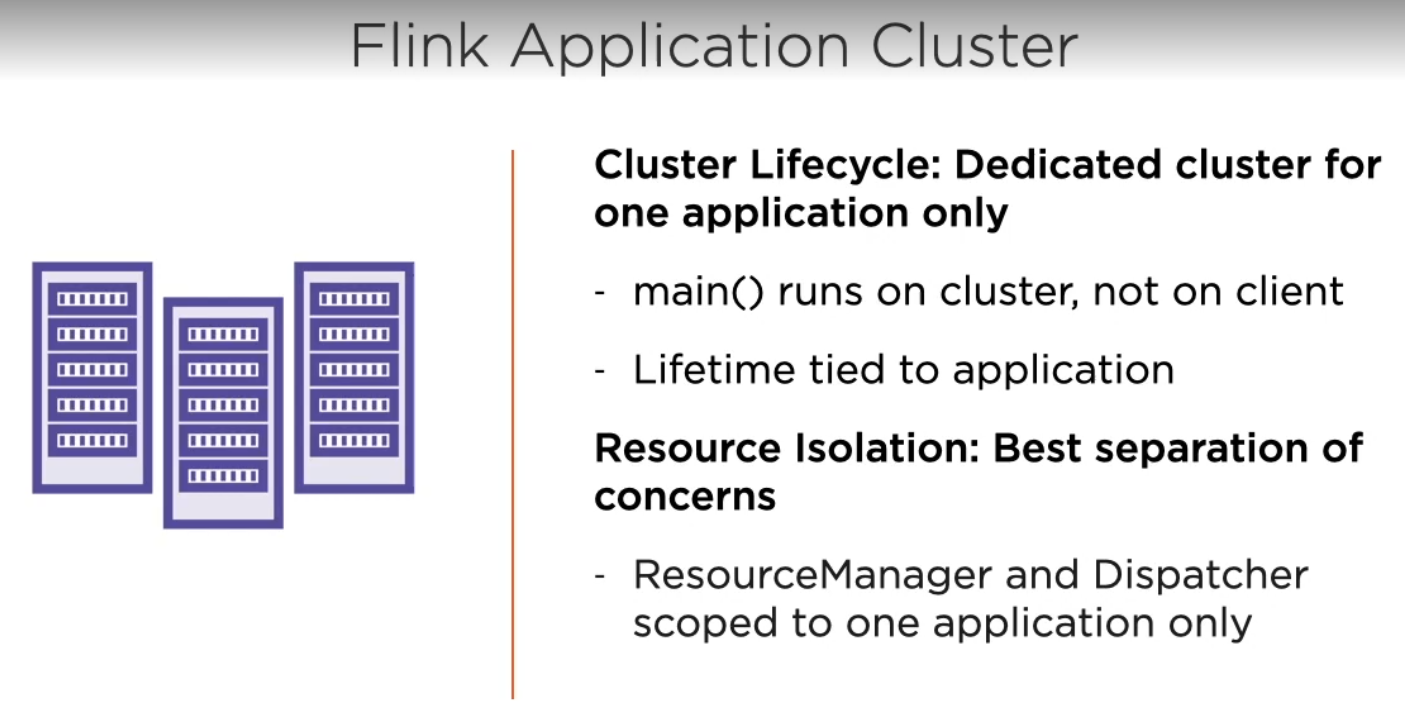 Flink Application Cluster
Cluster Lifecycle: Dedicated cluster for
one application only
- main() runs on cluster, not on client
- Lifetime tied to application
Resource Isolation: Best separation of
concerns
- ResourceManager and Dispatcher
scoped to one application only